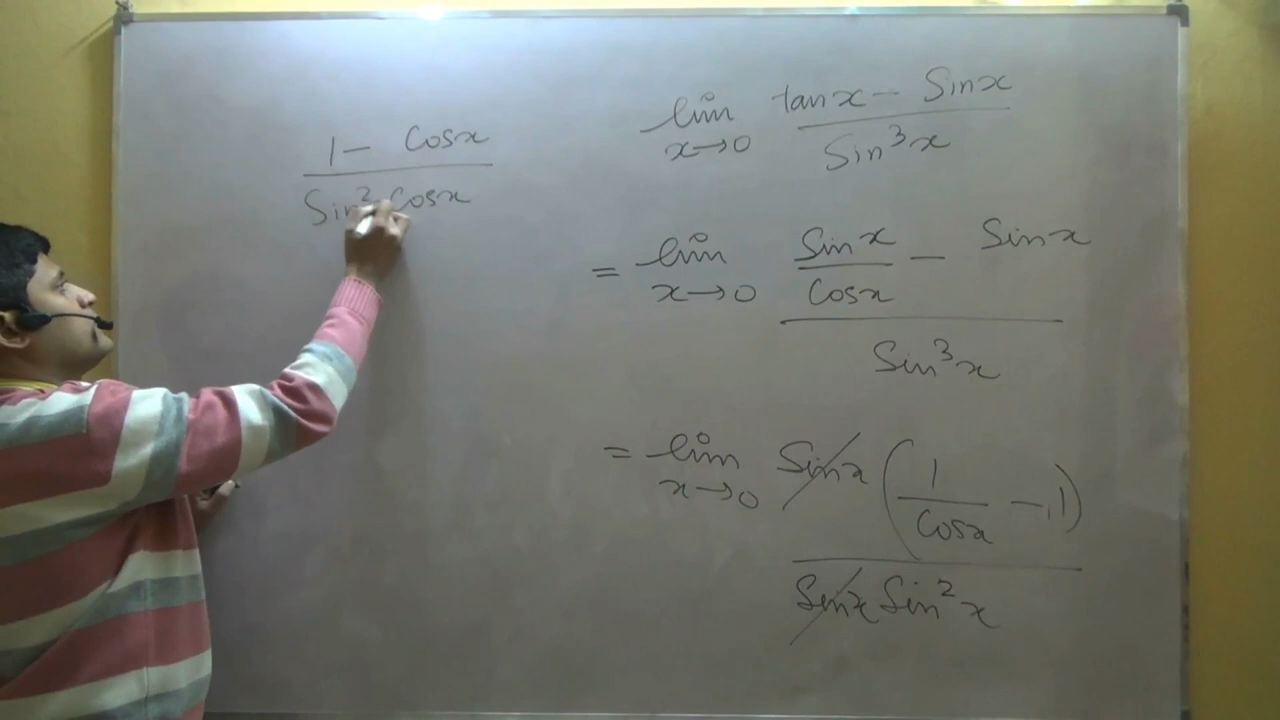 lim tanx - Sinx
x→0 Sin³x
= lim Sinx - Sinx
x→0 Cosx
Sin³x
= lim Sinx (1/Cosx - 1)
x→0
Sinx Sin²x
1 - Cosx
Sin² Cosx